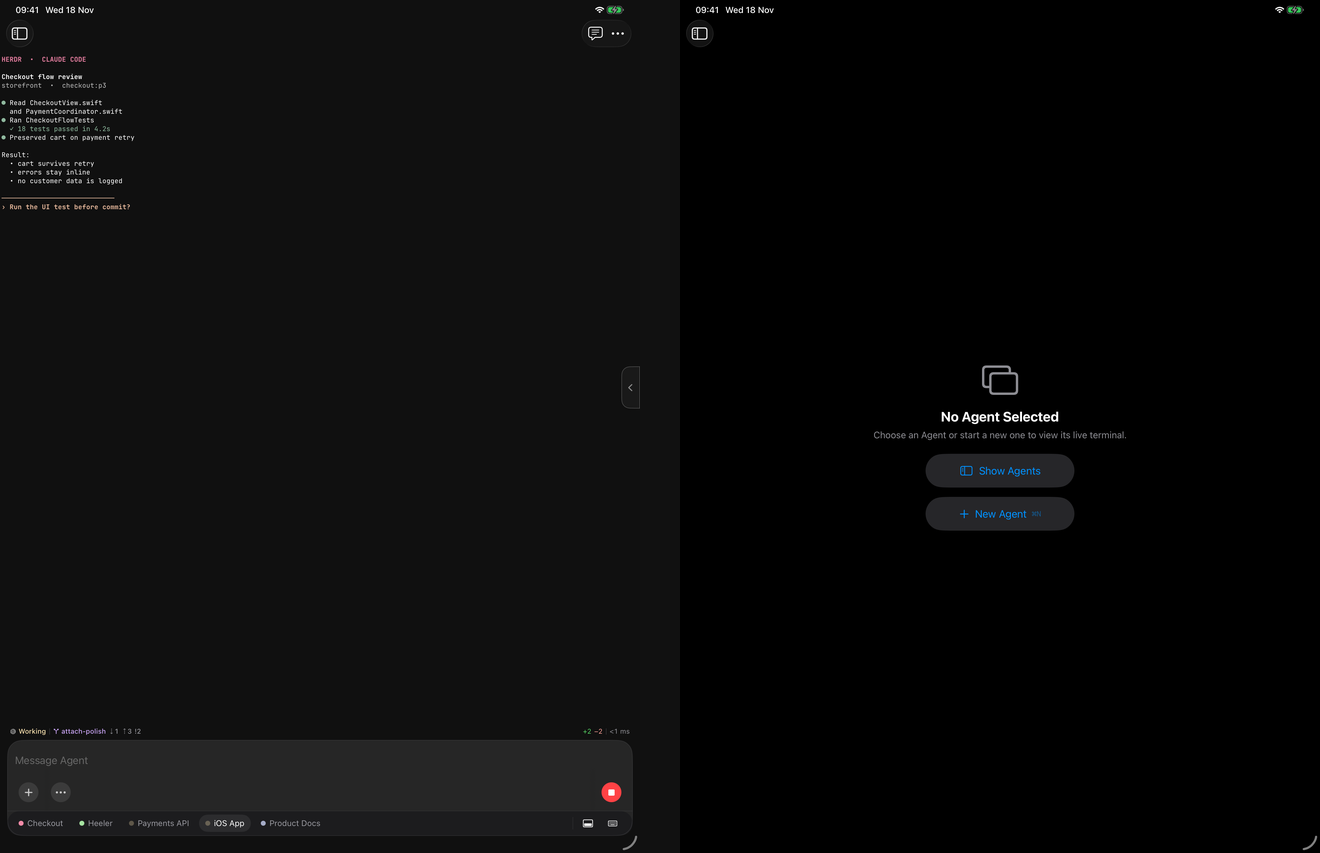 09:41 Wed 18 Nov
HERDR • CLAUDE CODE
Checkout flow review
storefront • checkout:p3
● Read CheckoutView.swift
and PaymentCoordinator.swift
● Ran CheckoutFlowTests
✓ 18 tests passed in 4.2s
● Preserved cart on payment retry
Result:
• cart survives retry
• errors stay inline
• no customer data is logged
› Run the UI test before commit?
Working attach-polish ↓1 ↑3 !2
+2 −2 <1 ms
Message Agent
Checkout Heeler Payments API iOS App Product Docs
09:41 Wed 18 Nov
No Agent Selected
Choose an Agent or start a new one to view its live terminal.
Show Agents
+ New Agent